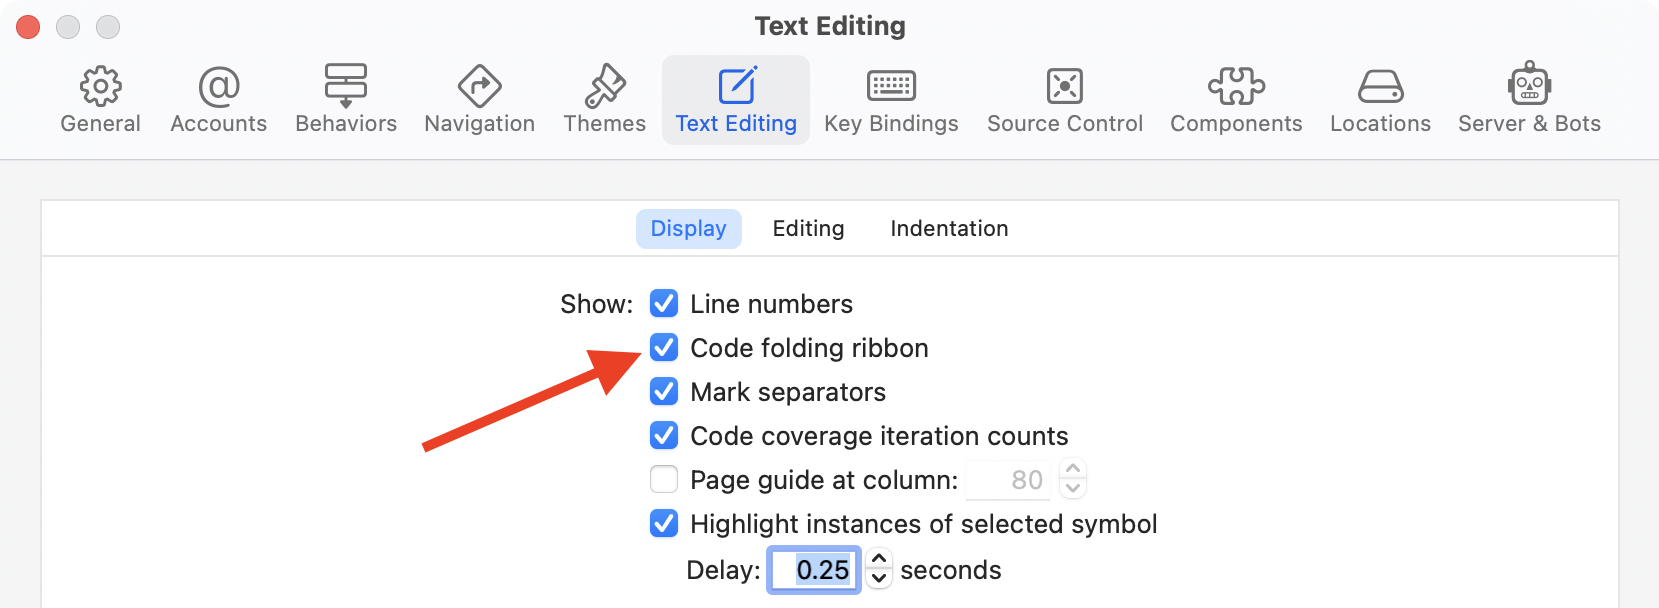 Text Editing
General Accounts Behaviors Navigation Themes Text Editing Key Bindings Source Control Components Locations Server & Bots
Display Editing Indentation
Show: Line numbers
Code folding ribbon
Mark separators
Code coverage iteration counts
Page guide at column: 80
Highlight instances of selected symbol
Delay: 0.25 seconds